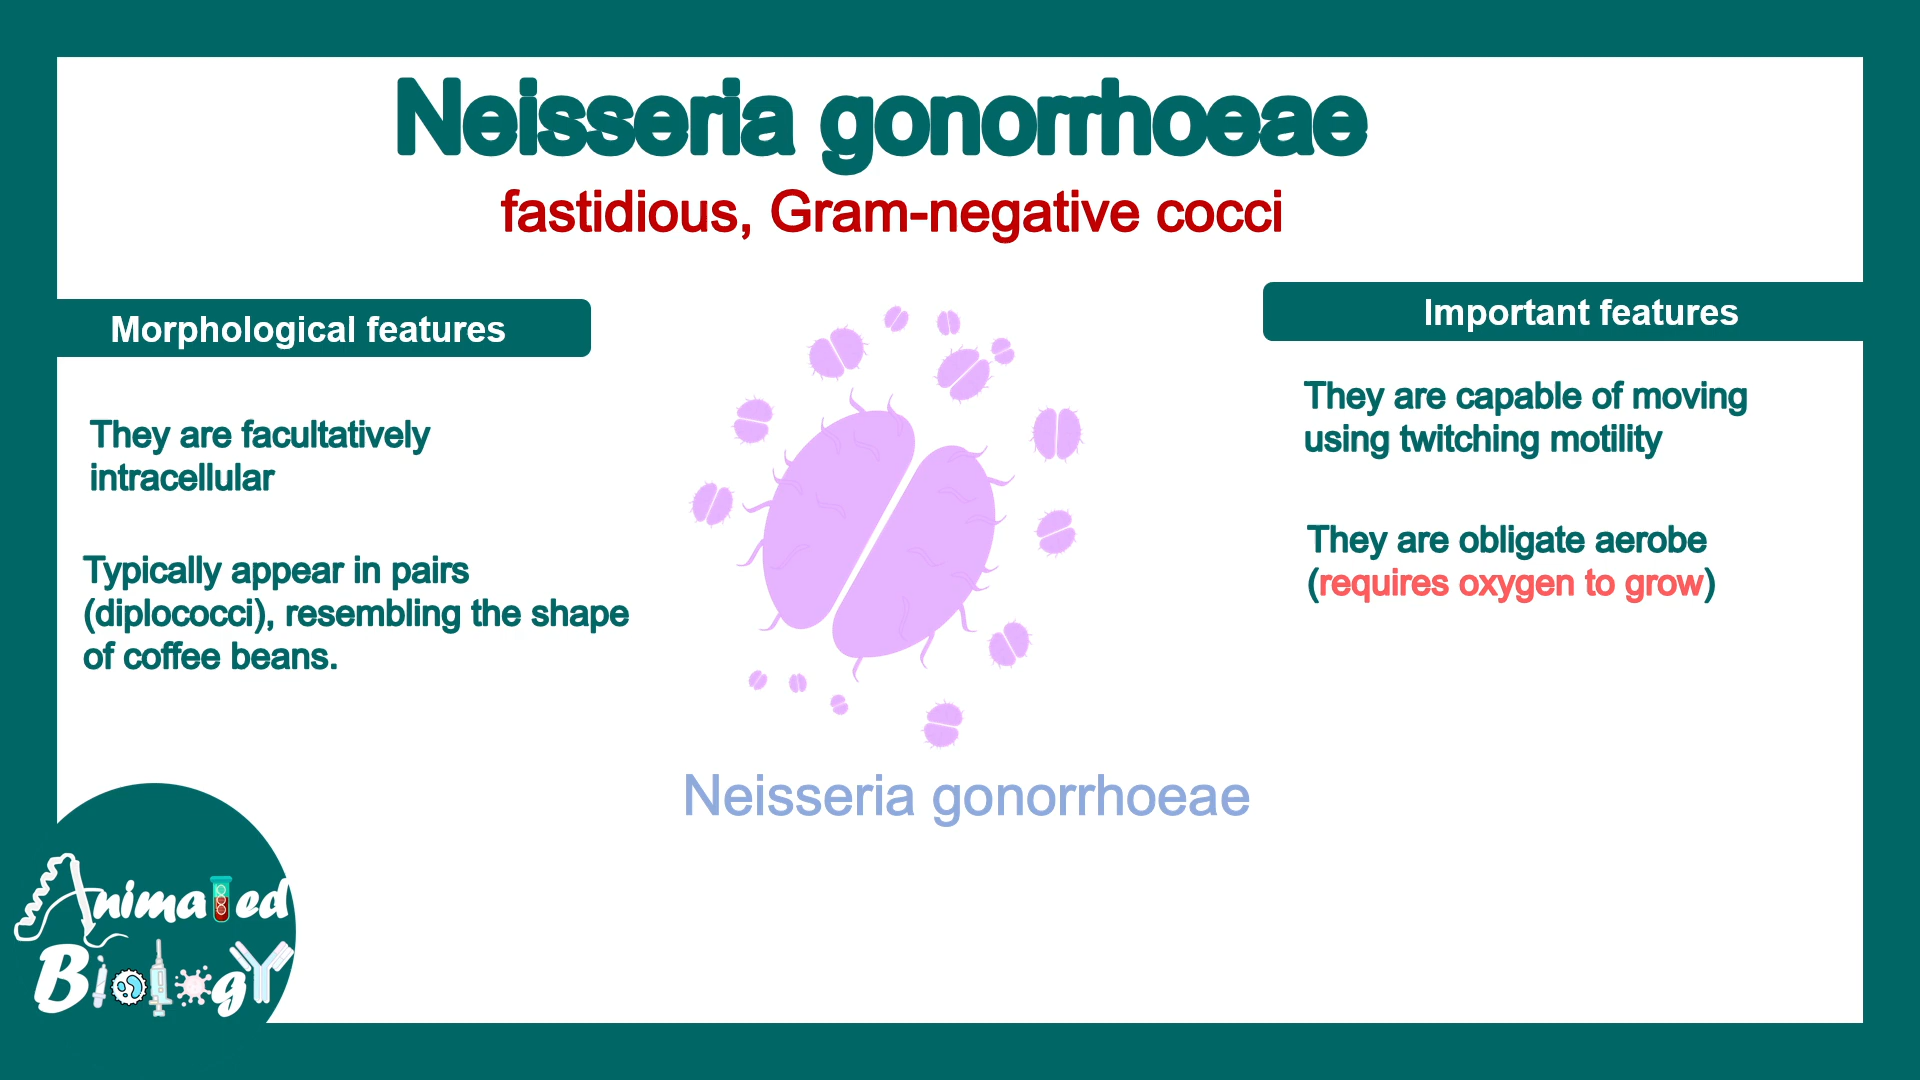 Neisseria gonorrhoeae
fastidious, Gram-negative cocci
Morphological features
They are facultatively
intracellular
Typically appear in pairs
(diplococci), resembling the shape
of coffee beans.
Important features
They are capable of moving
using twitching motility
They are obligate aerobe
(requires oxygen to grow)
Neisseria gonorrhoeae
Animated
Biology